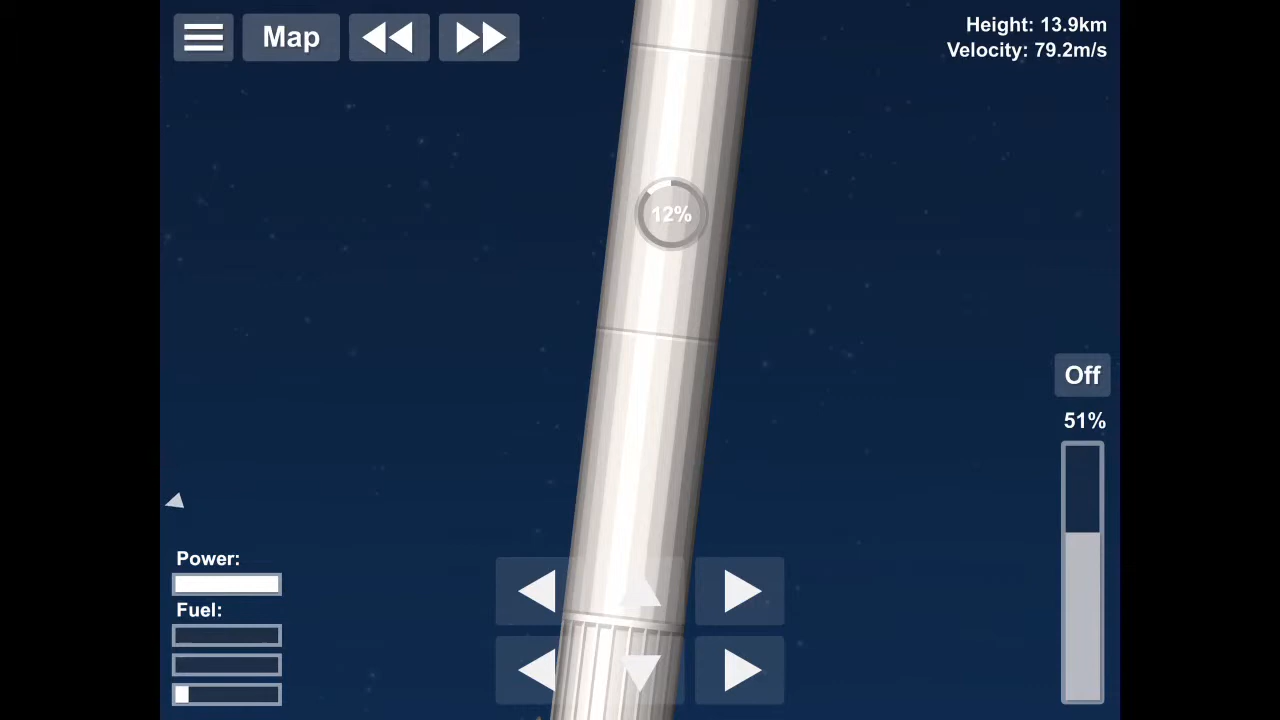 Map
Height: 13.9km
Velocity: 79.2m/s
12%
Off
51%
Power:
Fuel: